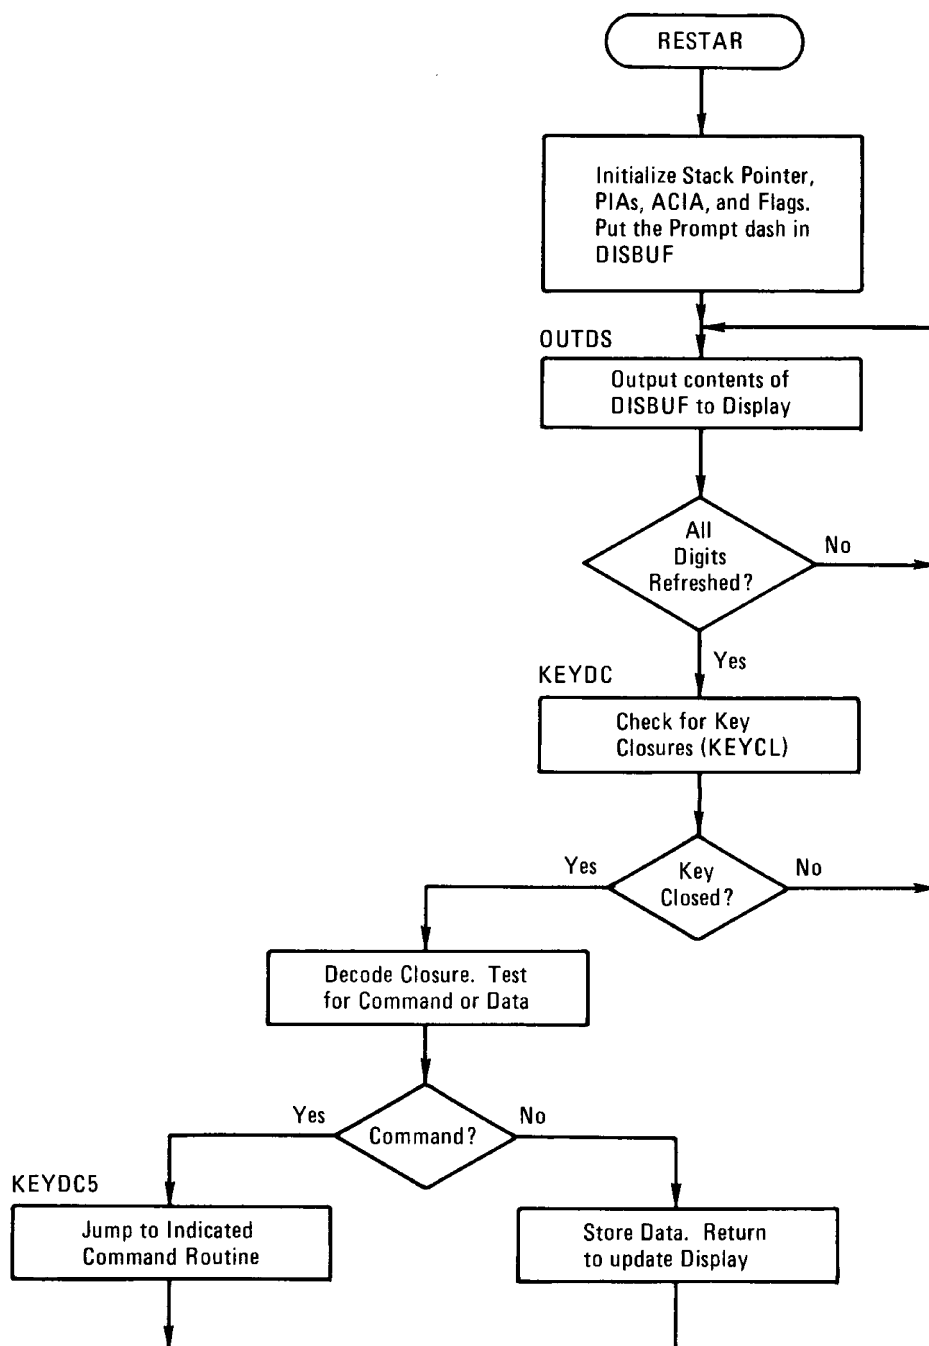 RESTAR
Initialize Stack Pointer,
PIAs, ACIA, and Flags.
Put the Prompt dash in
DISBUF
OUTDS
Output contents of
DISBUF to Display
All
Digits
Refreshed?
No
Yes
KEYDC
Check for Key
Closures (KEYCL)
Yes
Key
Closed?
No
Decode Closure. Test
for Command or Data
Yes
Command?
No
KEYDC5
Jump to Indicated
Command Routine
Store Data. Return
to update Display